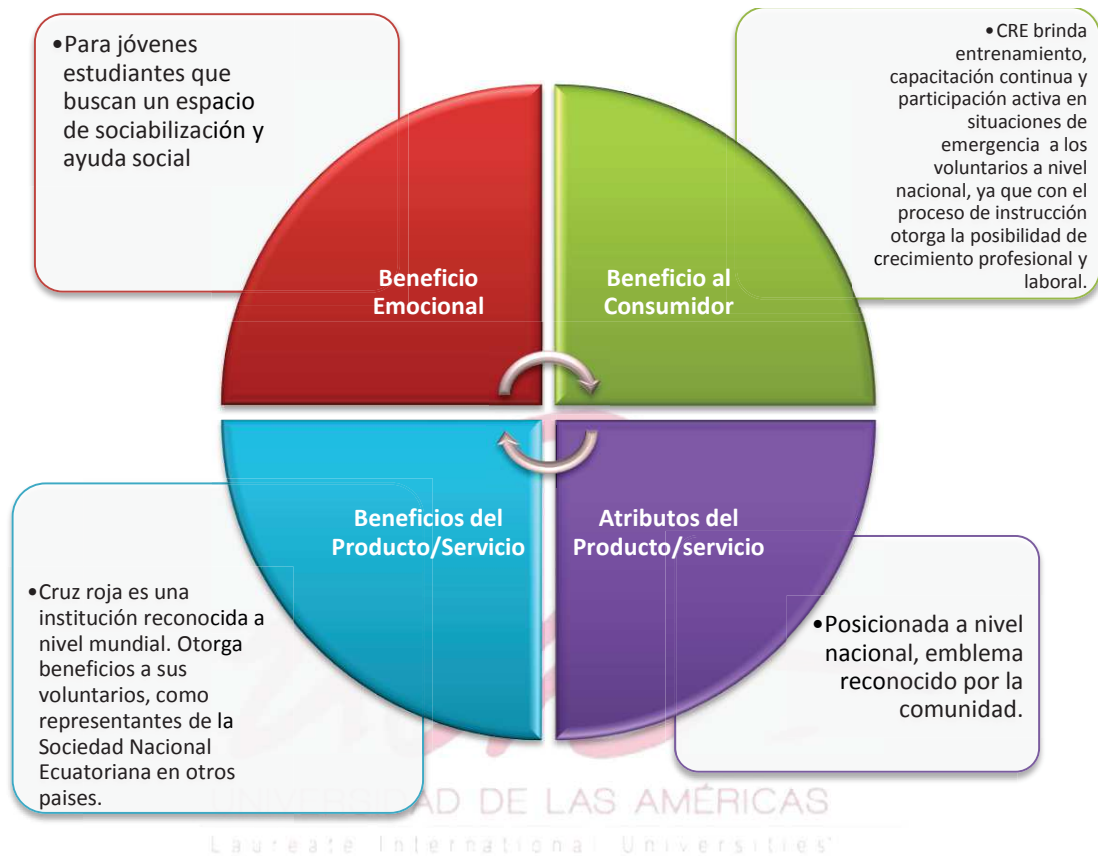 •Para jóvenes
estudiantes que
buscan un espacio
de sociabilización y
ayuda social
•CRE brinda
entrenamiento,
capacitación continua y
participación activa en
situaciones de
emergencia a los
voluntarios a nivel
nacional, ya que con el
proceso de instrucción
otorga la posibilidad de
crecimiento profesional y
laboral.
Beneficio
Emocional
Beneficio al
Consumidor
Beneficios del
Producto/Servicio
Atributos del
Producto/servicio
•Cruz roja es una
institución reconocida a
nivel mundial. Otorga
beneficios a sus
voluntarios, como
representantes de la
Sociedad Nacional
Ecuatoriana en otros
paises.
•Posicionada a nivel
nacional, emblema
reconocido por la
comunidad.
UNIVERSIDAD DE LAS AMÉRICAS
Laureate International Universities